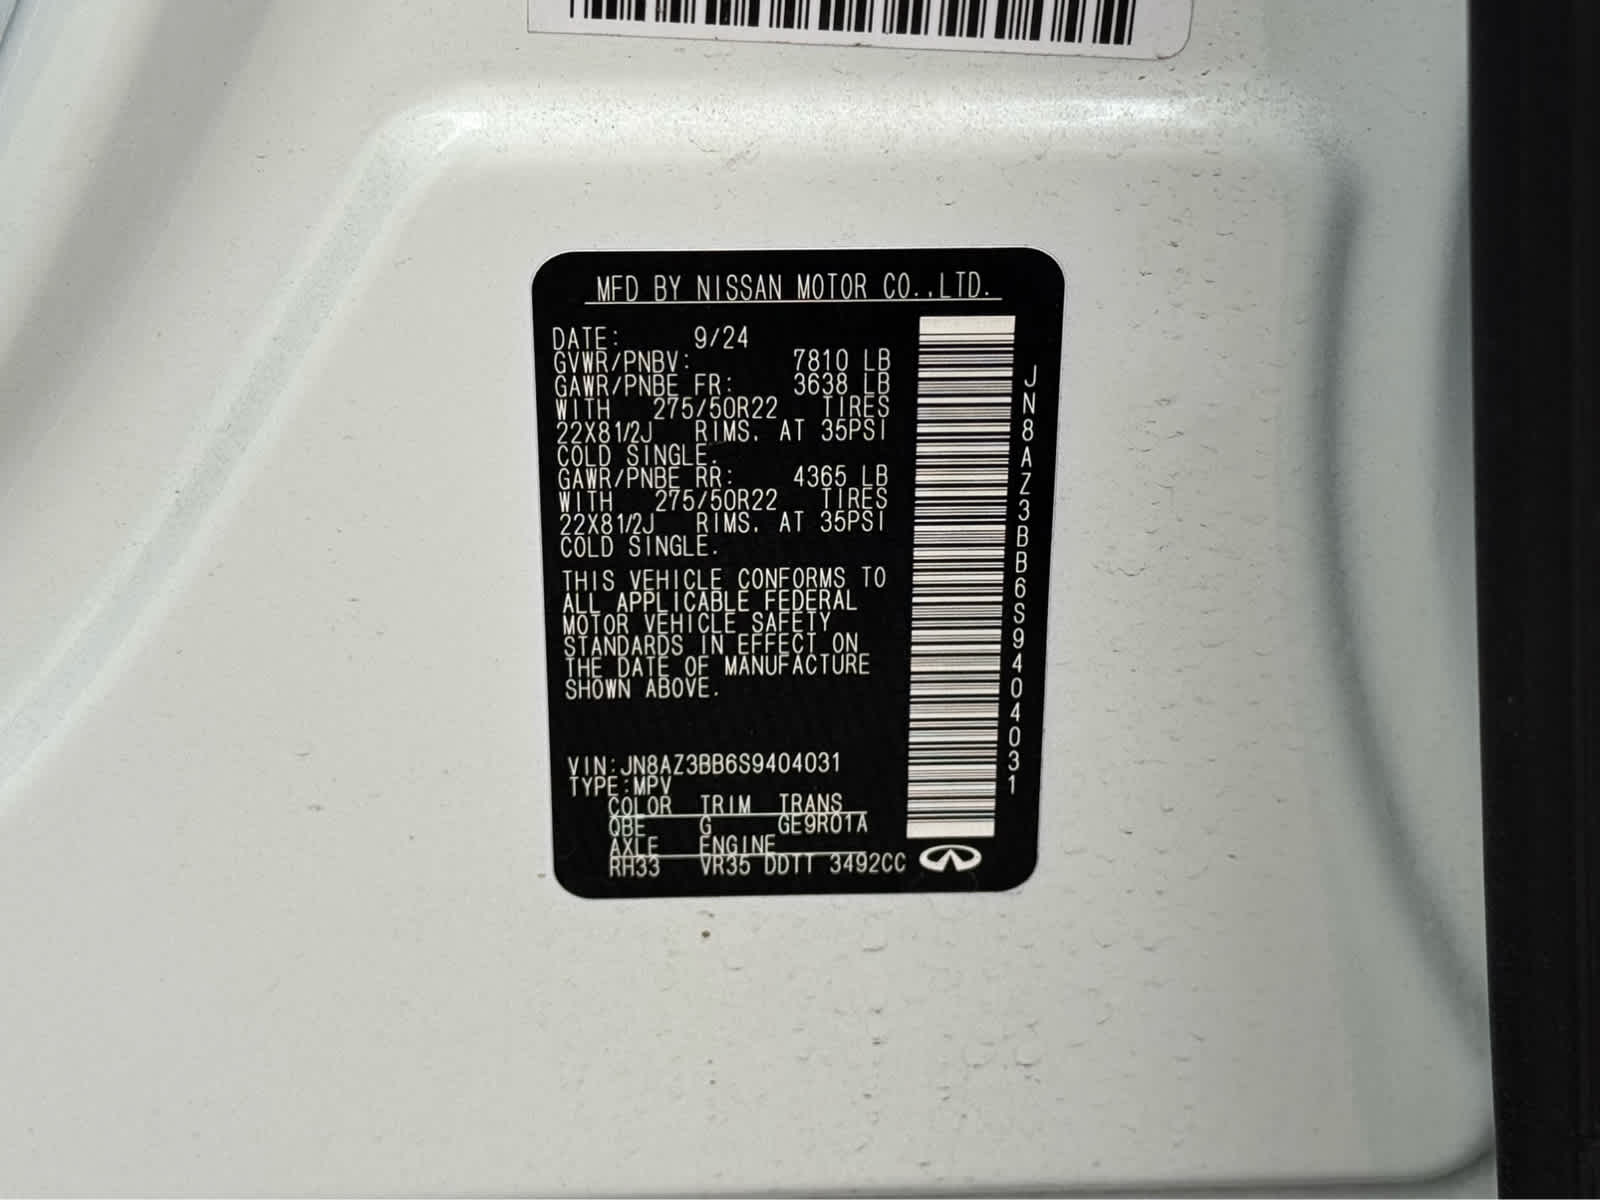 MFD BY NISSAN MOTOR CO.,LTD.
DATE: 9/24
GVWR/PNBV: 7810 LB
GAWR/PNBE FR: 3638 LB
WITH 275/50R22 TIRES
22X81/2J RIMS. AT 35PSI
COLD SINGLE.
GAWR/PNBE RR: 4365 LB
WITH 275/50R22 TIRES
22X81/2J RIMS. AT 35PSI
COLD SINGLE.
THIS VEHICLE CONFORMS TO
ALL APPLICABLE FEDERAL
MOTOR VEHICLE SAFETY
STANDARDS IN EFFECT ON
THE DATE OF MANUFACTURE
SHOWN ABOVE.
VIN:JN8AZ3BB6S9404031
TYPE:MPV
COLOR TRIM TRANS
QBE G GE9R01A
AXLE ENGINE
RH33 VR35 DDTT 3492CC
JN8AZ3BB6S9404031